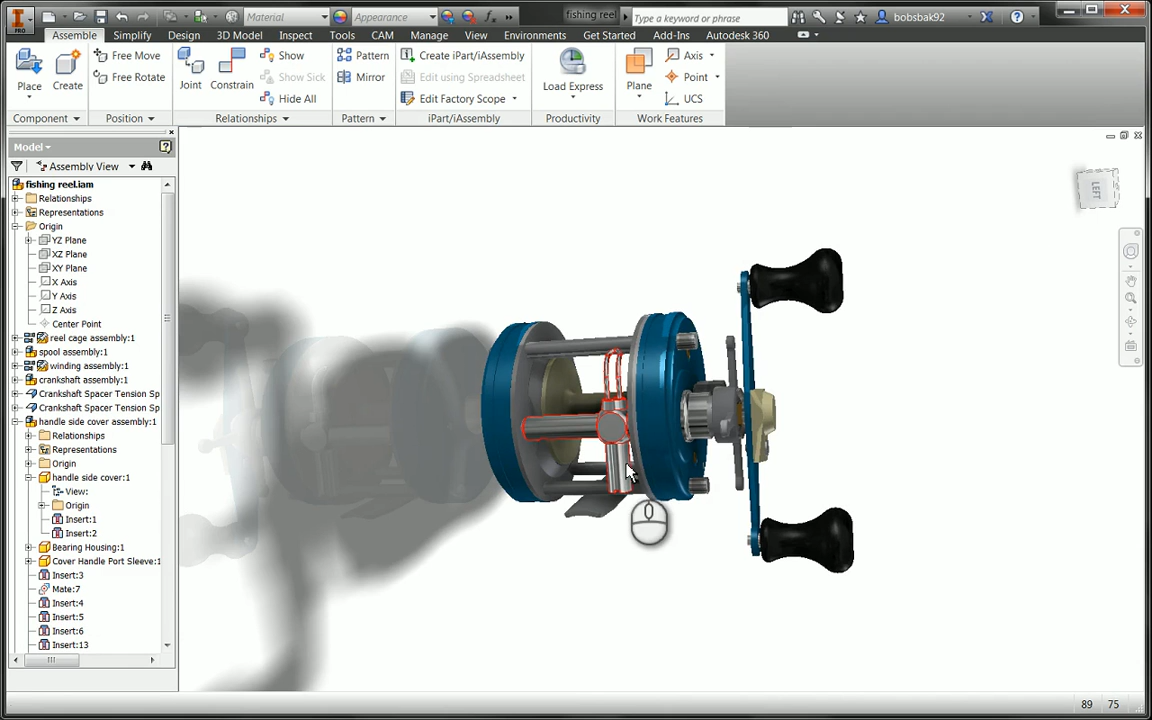 Material
Appearance
fishing reel
Type a keyword or phrase
bobsbak92
PRO
Assemble Simplify Design 3D Model Inspect Tools CAM Manage View Environments Get Started Add-Ins Autodesk 360
Place
Create
Free Move
Free Rotate
Joint
Constrain
Show
Show Sick
Hide All
Pattern
Mirror
Create iPart/iAssembly
Edit using Spreadsheet
Edit Factory Scope
Load Express
Plane
Axis
Point
UCS
Component Position Relationships Pattern iPart/iAssembly Productivity Work Features
Model
Assembly View
fishing reel.iam
Relationships
Representations
Origin
YZ Plane
XZ Plane
XY Plane
X Axis
Y Axis
Z Axis
Center Point
reel cage assembly:1
spool assembly:1
winding assembly:1
crankshaft assembly:1
Crankshaft Spacer Tension Sp
Crankshaft Spacer Tension Sp
handle side cover assembly:1
Relationships
Representations
Origin
handle side cover:1
View:
Origin
Insert:1
Insert:2
Bearing Housing:1
Cover Handle Port Sleeve:1
Insert:3
Mate:7
Insert:4
Insert:5
Insert:6
Insert:13
LEFT
89 75